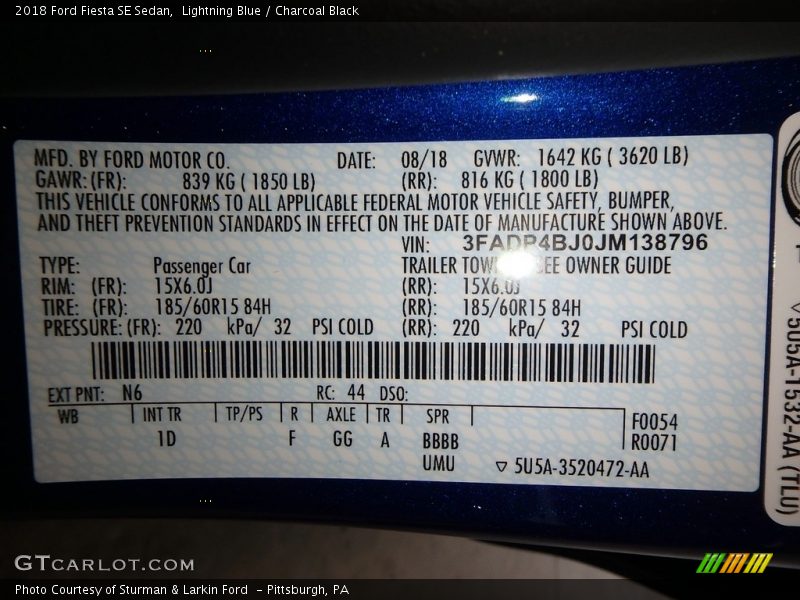 2018 Ford Fiesta SE Sedan,  Lightning Blue / Charcoal Black
MFD. BY FORD MOTOR CO. DATE: 08/18 GVWR: 1642 KG ( 3620 LB)
GAWR: (FR): 839 KG ( 1850 LB) (RR): 816 KG ( 1800 LB)
THIS VEHICLE CONFORMS TO ALL APPLICABLE FEDERAL MOTOR VEHICLE SAFETY, BUMPER,
AND THEFT PREVENTION STANDARDS IN EFFECT ON THE DATE OF MANUFACTURE SHOWN ABOVE.
VIN: 3FADP4BJ0JM138796
TYPE: Passenger Car TRAILER SEE OWNER GUIDE
RIM: (FR): 15X6.0J (RR): 15X6.0J
TIRE: (FR): 185/60R15 84H (RR): 185/60R15 84H
PRESSURE: (FR): 220 kPa/ 32 PSI COLD (RR): 220 kPa/ 32 PSI COLD
EXT PNT: N6 RC: 44 DSO:
WB INT TR TP/PS R AXLE TR SPR F0054
1D F GG A BBBB R0071
UMU ▽ 5U5A-3520472-AA
5U5A-1532-AA (TLU)
GTCARLOT.COM
Photo Courtesy of Sturman & Larkin Ford  - Pittsburgh, PA